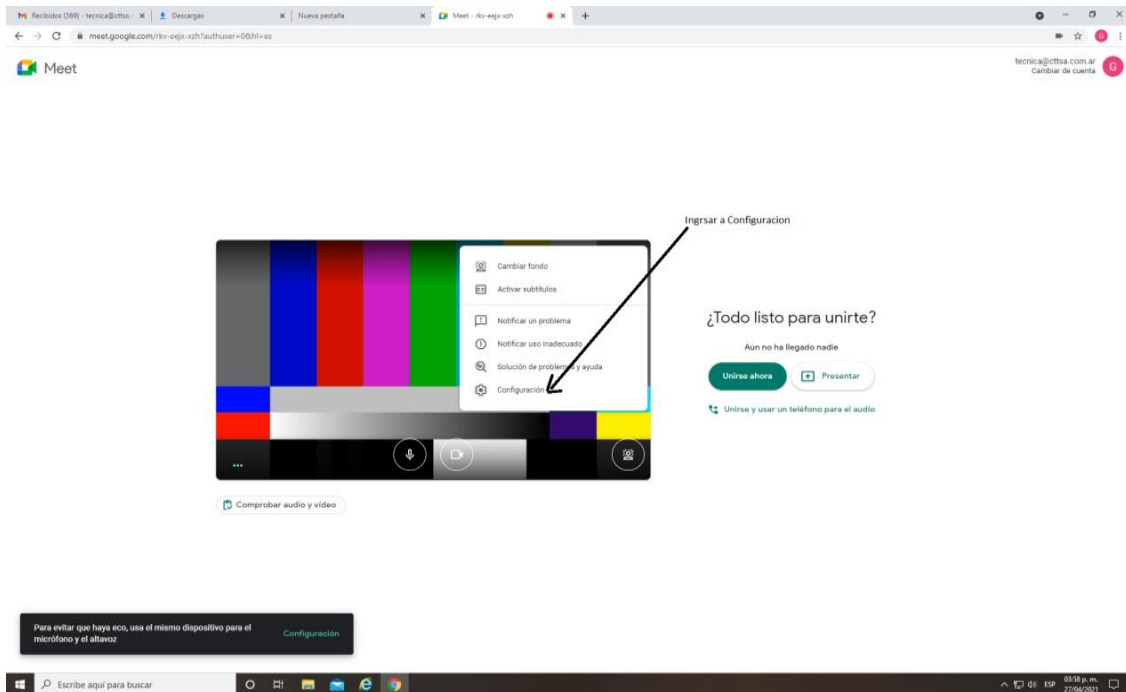 Recibidos (369) - tecnica@cttsa.c
Descargas
Nueva pestaña
Meet - rkv-eejx-xzh
meet.google.com/rkv-eejx-xzh?authuser=0&hl=es
G
Meet
tecnica@cttsa.com.ar
Cambiar de cuenta
G
Ingrsar a Configuracion
Cambiar fondo
Activar subtítulos
Notificar un problema
Notificar uso inadecuado
Solución de problemas y ayuda
Configuración
¿Todo listo para unirte?
Aún no ha llegado nadie
Unirse ahora
Presentar
Unirse y usar un teléfono para el audio
Comprobar audio y vídeo
Para evitar que haya eco, usa el mismo dispositivo para el
micrófono y el altavoz
Configuración
Escribe aquí para buscar
ESP
03:58 p. m.
27/04/2021